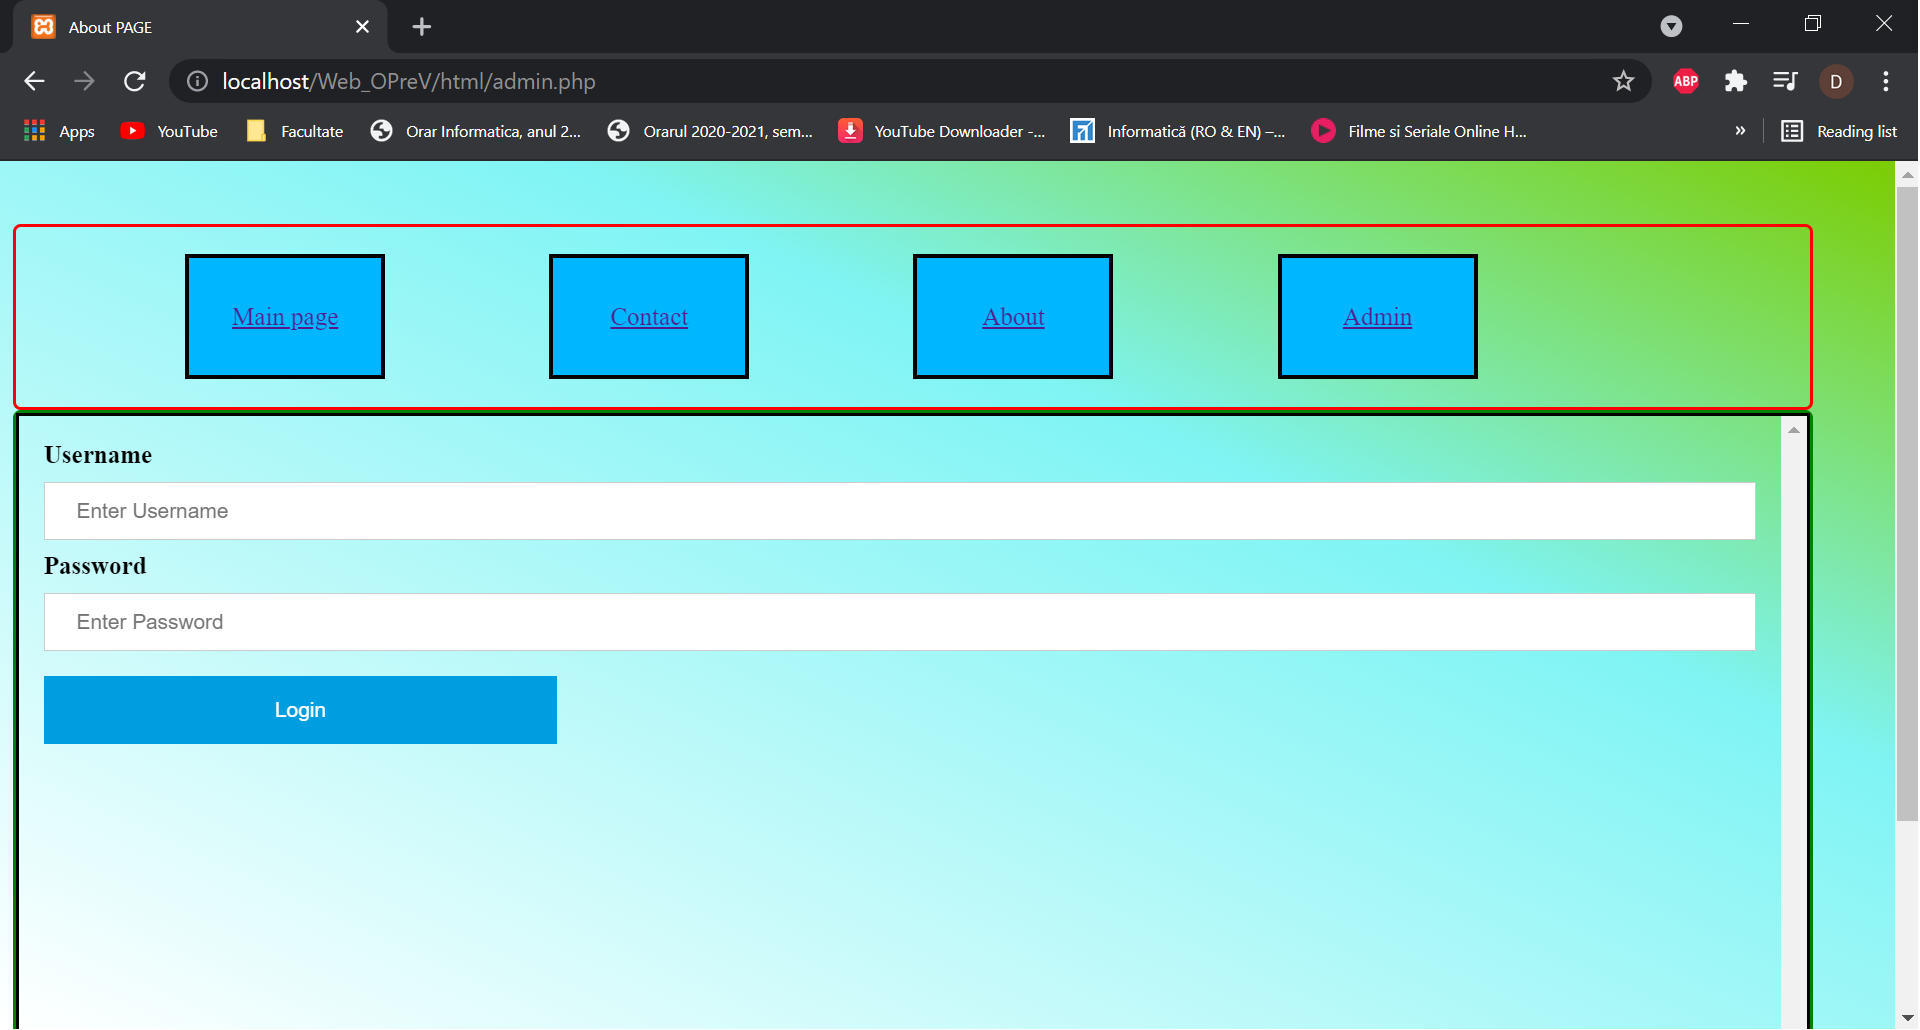 About PAGE
localhost/Web_OPreV/html/admin.php
ABP
D
Apps
YouTube
Facultate
Orar Informatica, anul 2...
Orarul 2020-2021, sem...
YouTube Downloader -...
Informatică (RO & EN) –...
Filme si Seriale Online H...
»
Reading list
Main page
Contact
About
Admin
Username
Enter Username
Password
Enter Password
Login